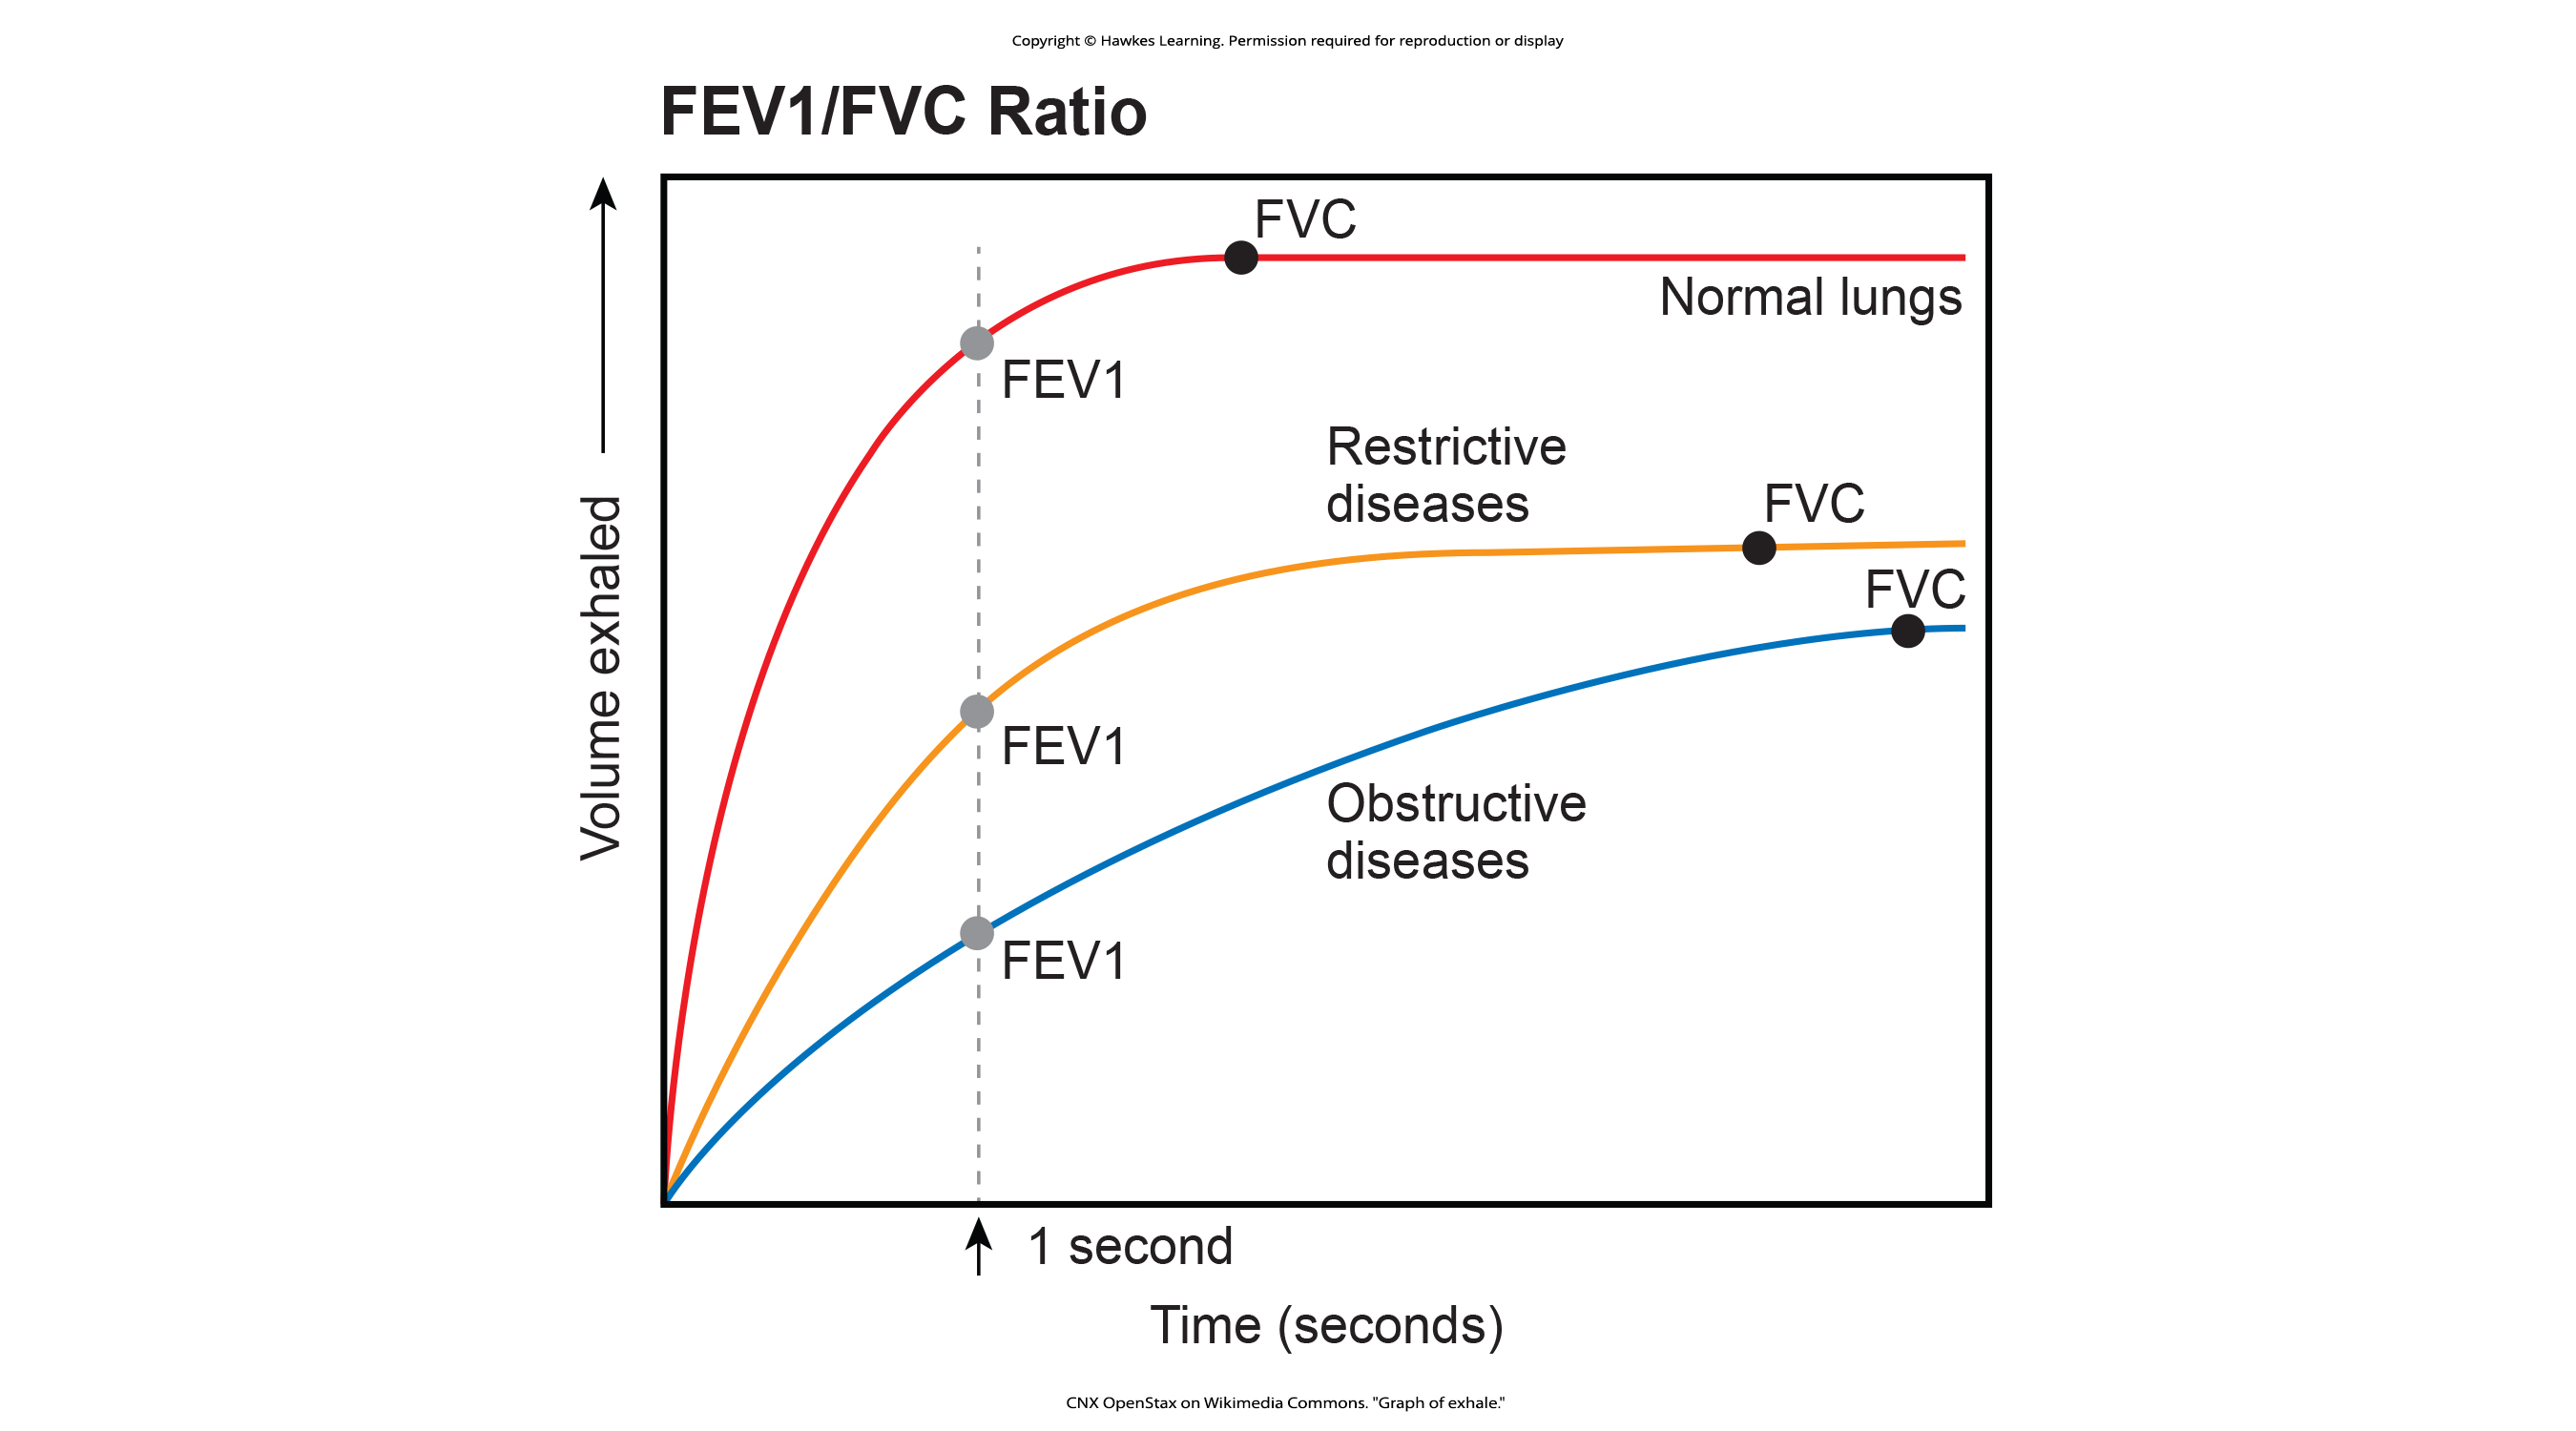 Copyright © Hawkes Learning. Permission required for reproduction or display
FEV1/FVC Ratio
FVC
Normal lungs
FEV1
Restrictive
diseases
FVC
FVC
FEV1
Obstructive
diseases
FEV1
Volume exhaled
1 second
Time (seconds)
CNX OpenStax on Wikimedia Commons. "Graph of exhale."